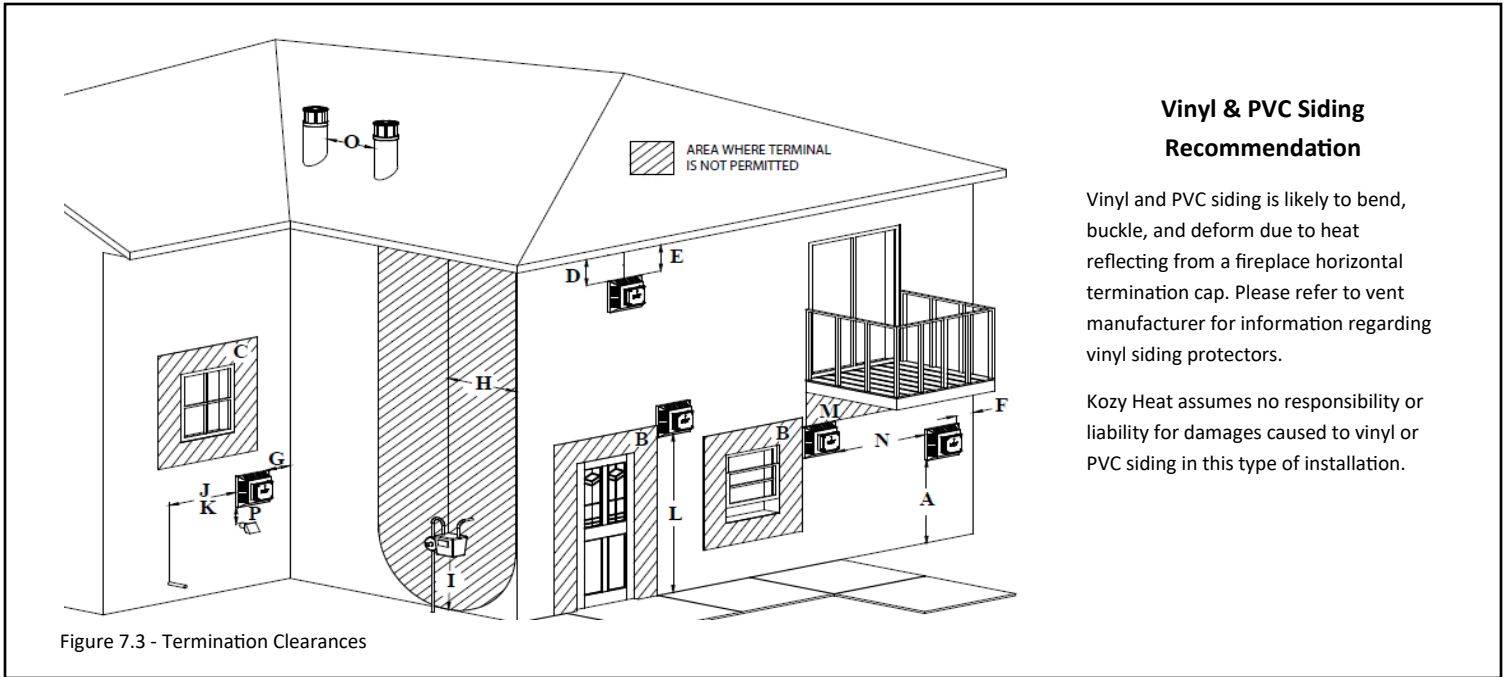 O
AREA WHERE TERMINAL
IS NOT PERMITTED
D
E
C
H
M
F
B
B
N
G
J
K
P
L
A
I
Figure 7.3 - Termination Clearances
Vinyl & PVC Siding
Recommendation
Vinyl and PVC siding is likely to bend,
buckle, and deform due to heat
reflecting from a fireplace horizontal
termination cap. Please refer to vent
manufacturer for information regarding
vinyl siding protectors.
Kozy Heat assumes no responsibility or
liability for damages caused to vinyl or
PVC siding in this type of installation.